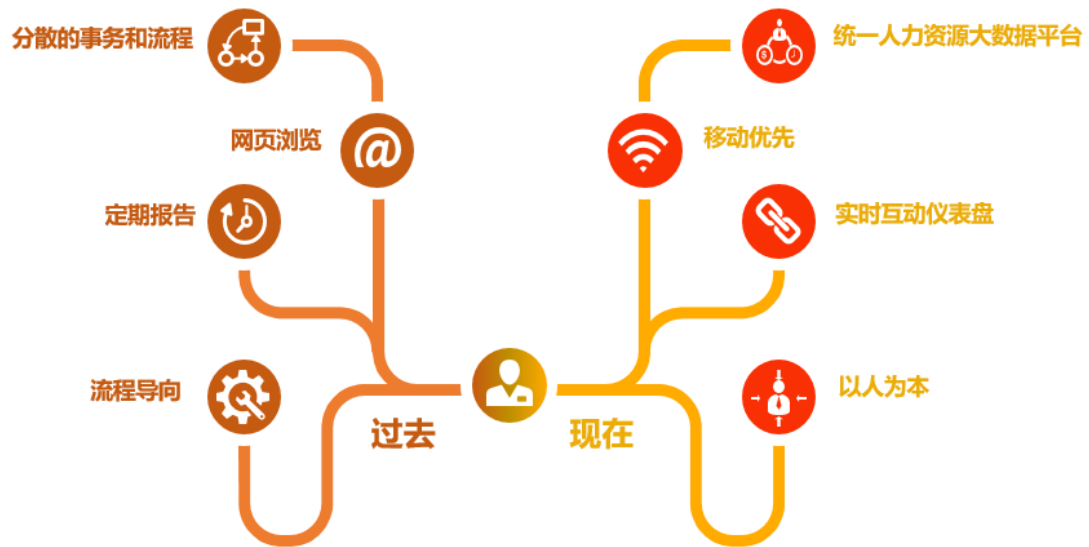 分散的事务和流程
网页浏览
定期报告
流程导向
过去
统一人力资源大数据平台
移动优先
实时互动仪表盘
以人为本
现在